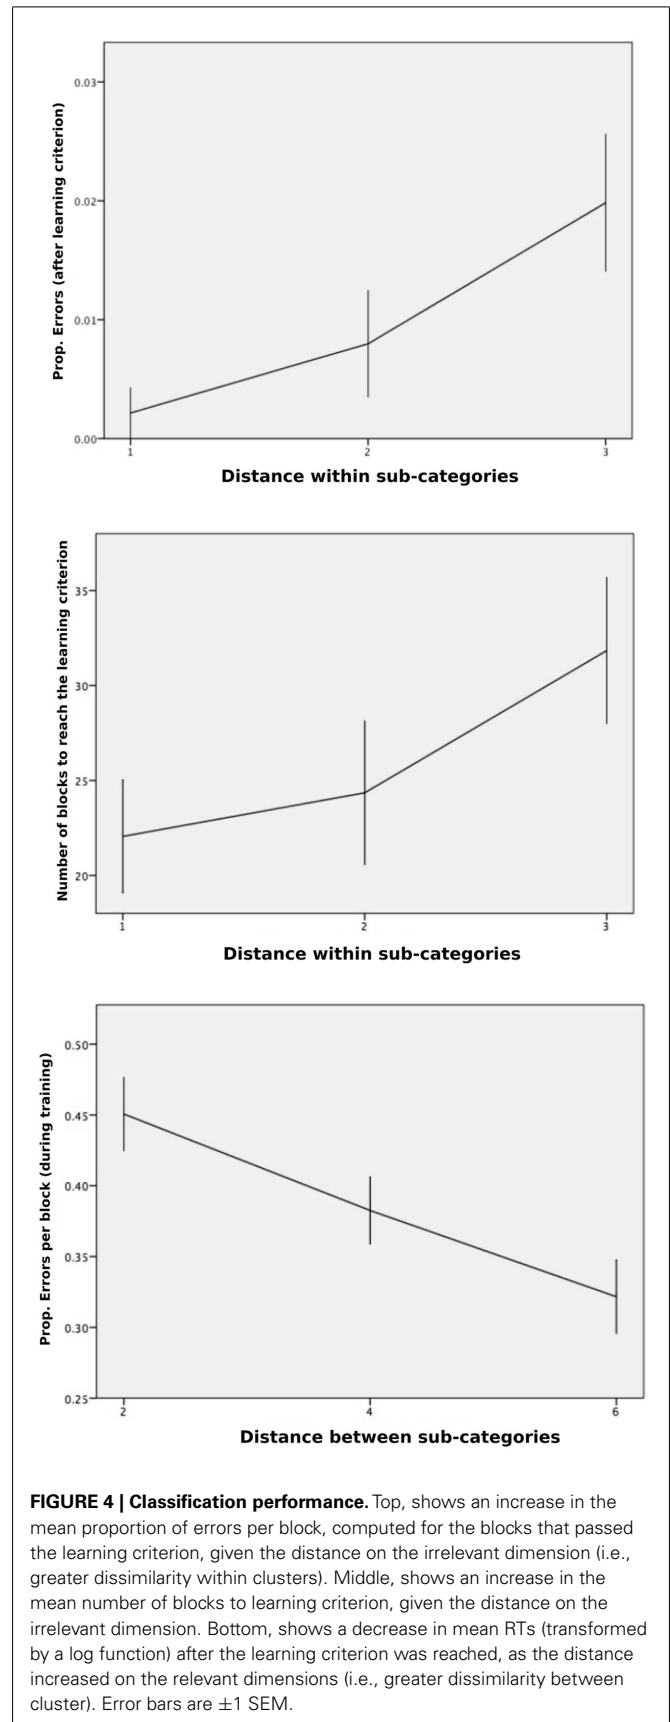 0.03
0.02
0.01
0.00
Prop. Errors (after learning criterion)
1 2 3
Distance within sub-categories
35
30
25
20
Number of blocks to reach the learning criterion
1 2 3
Distance within sub-categories
0.50
0.45
0.40
0.35
0.30
0.25
Prop. Errors per block (during training)
2 4 6
Distance between sub-categories
FIGURE 4 | Classification performance. Top, shows an increase in the
mean proportion of errors per block, computed for the blocks that passed
the learning criterion, given the distance on the irrelevant dimension (i.e.,
greater dissimilarity within clusters). Middle, shows an increase in the
mean number of blocks to learning criterion, given the distance on the
irrelevant dimension. Bottom, shows a decrease in mean RTs (transformed
by a log function) after the learning criterion was reached, as the distance
increased on the relevant dimensions (i.e., greater dissimilarity between
cluster). Error bars are ±1 SEM.